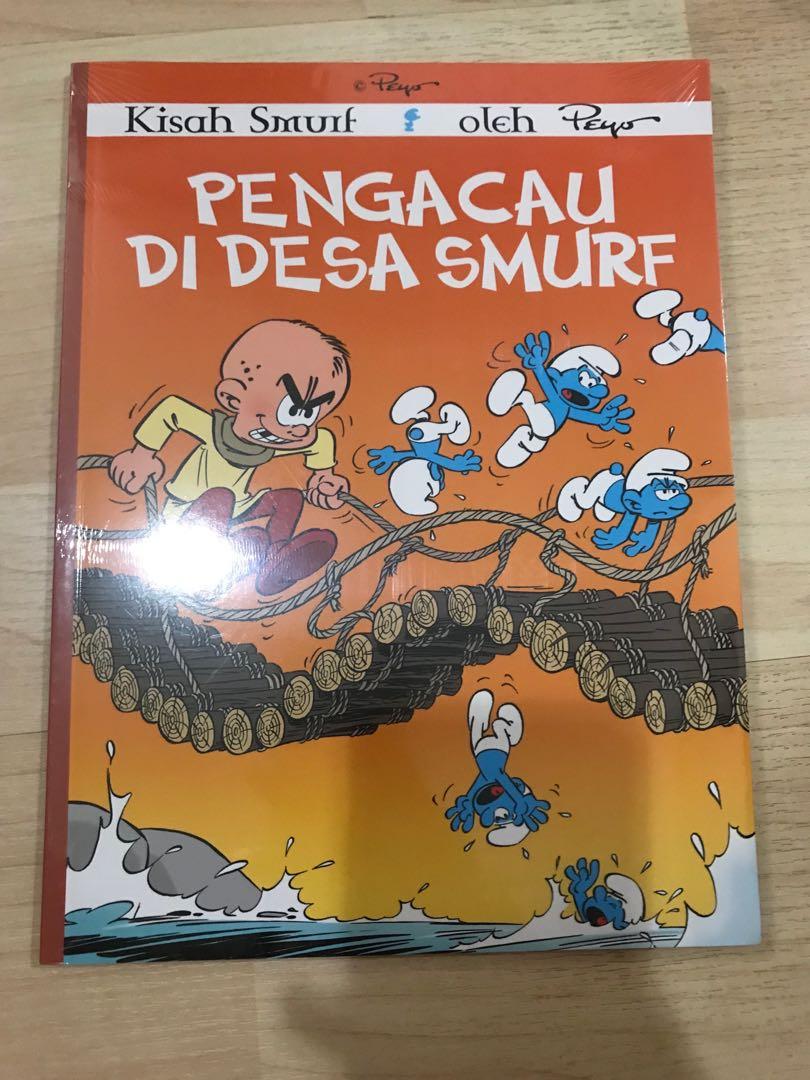 © Peyo
Kisah Smurf oleh Peyo
PENGACAU
DI DESA SMURF